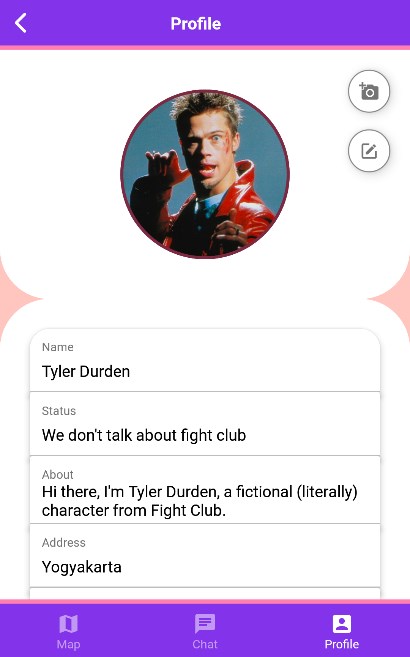 Profile
Name
Tyler Durden
Status
We don't talk about fight club
About
Hi there, I'm Tyler Durden, a fictional (literally)
character from Fight Club.
Address
Yogyakarta
Map
Chat
Profile